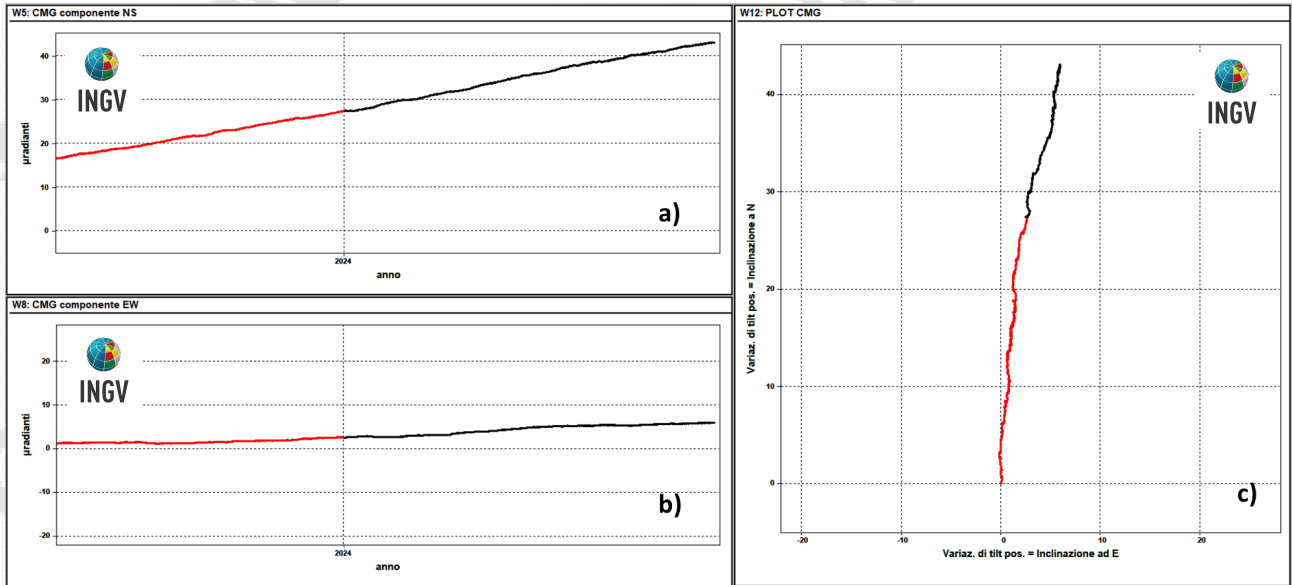 W5: CMG componente NS
INGV
40
30
20
10
0
µradianti
2024
anno
a)
W8: CMG componente EW
INGV
20
10
0
-10
-20
µradianti
2024
anno
b)
W12: PLOT CMG
INGV
40
30
20
10
0
Variaz. di tilt pos. = Inclinazione a N
-20 -10 0 10 20
Variaz. di tilt pos. = Inclinazione ad E
c)